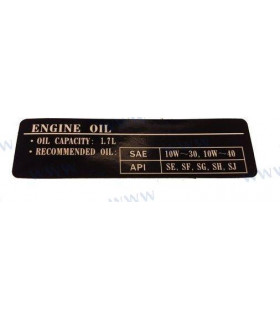 ENGINE OIL
· OIL CAPACITY: 1.7L
· RECOMMENDED OIL:
SAE 10W~30, 10W~40
API SE, SF, SG, SH, SJ
www